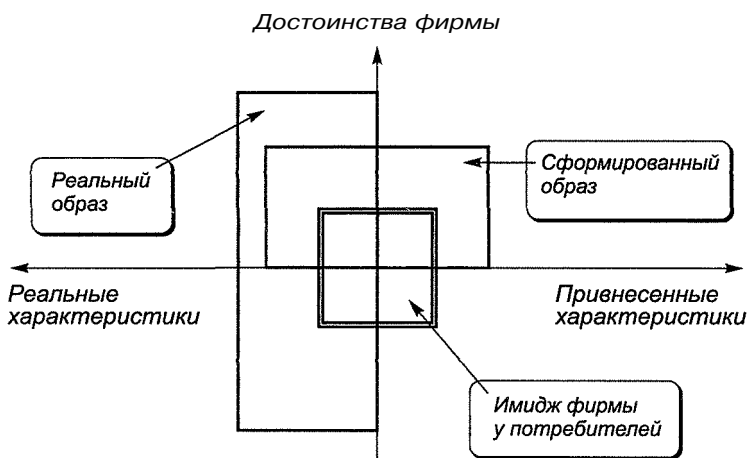 Достоинства фирмы
Реальный
образ
Сформированный
образ
Реальные
характеристики
Привнесенные
характеристики
Имидж фирмы
у потребителей